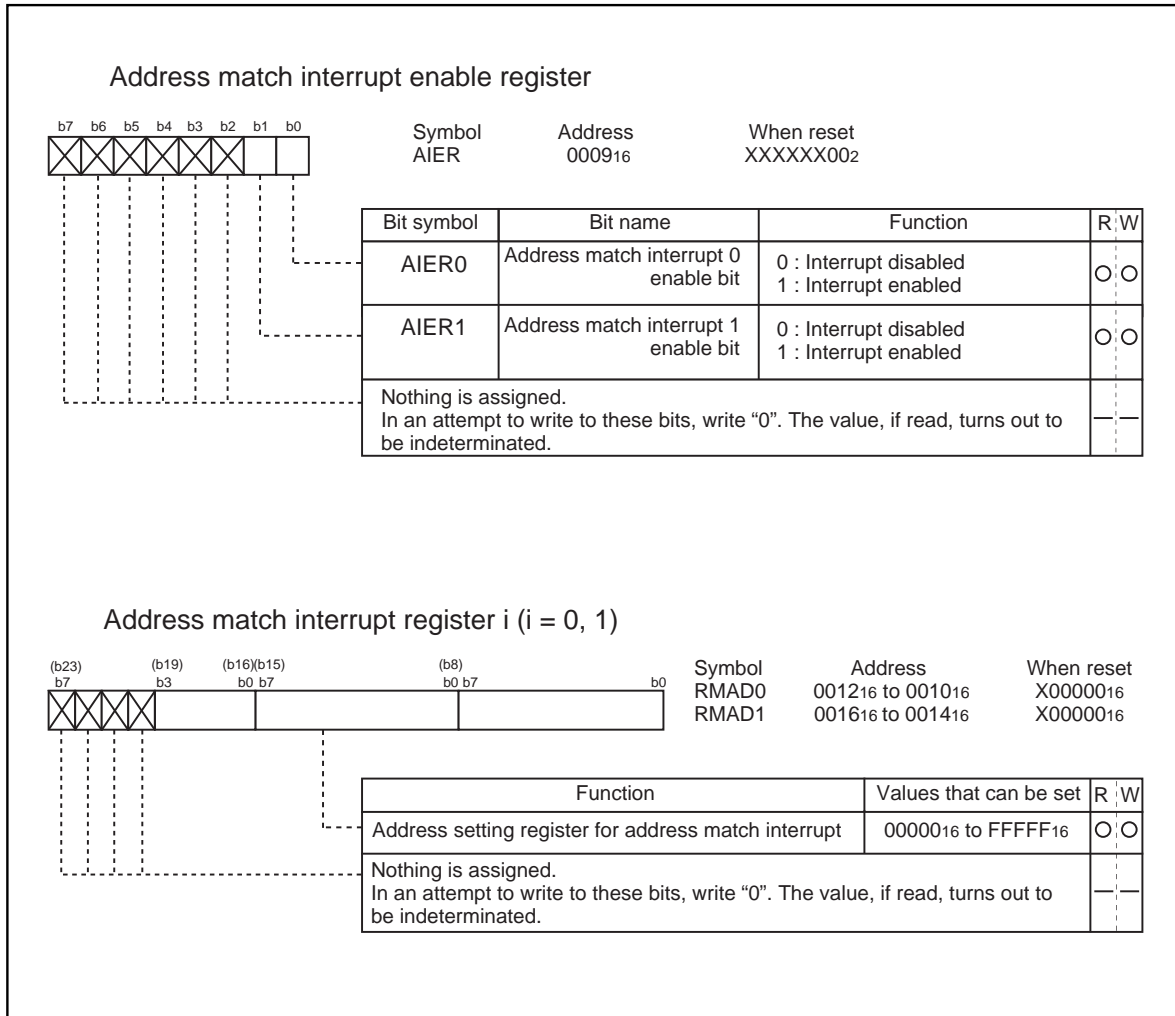 Address match interrupt enable register
b7 b6 b5 b4 b3 b2 b1 b0
Symbol Address When reset
AIER 000916 XXXXXX002
Bit symbol Bit name Function R W
AIER0 Address match interrupt 0 enable bit 0 : Interrupt disabled
1 : Interrupt enabled
AIER1 Address match interrupt 1 enable bit 0 : Interrupt disabled
1 : Interrupt enabled
Nothing is assigned.
In an attempt to write to these bits, write “0”. The value, if read, turns out to
be indeterminated.
Address match interrupt register i (i = 0, 1)
(b23) (b19) (b16)(b15) (b8)
b7 b3 b0 b7 b0 b7 b0
Symbol Address When reset
RMAD0 001216 to 001016 X0000016
RMAD1 001616 to 001416 X0000016
Function Values that can be set R W
Address setting register for address match interrupt 0000016 to FFFFF16
Nothing is assigned.
In an attempt to write to these bits, write “0”. The value, if read, turns out to
be indeterminated.